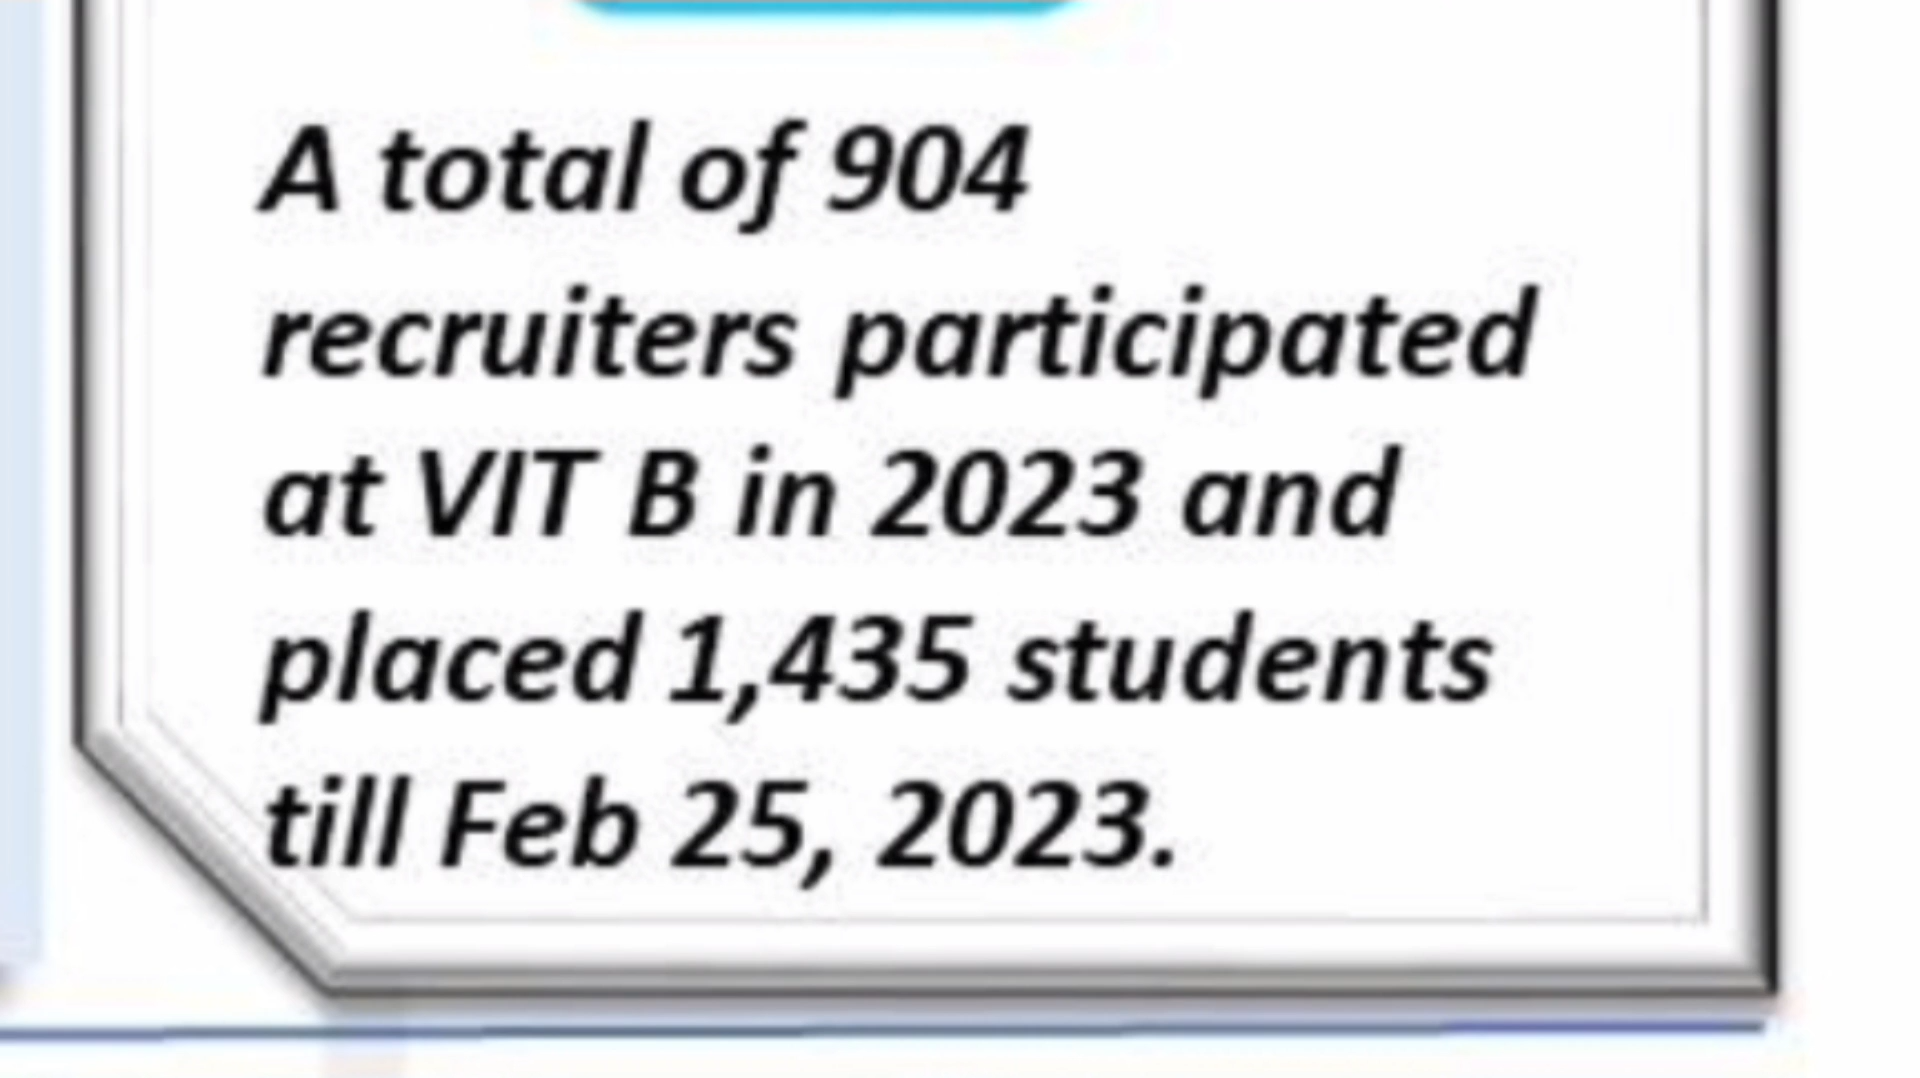 A total of 904
recruiters participated
at VIT B in 2023 and
placed 1,435 students
till Feb 25, 2023.